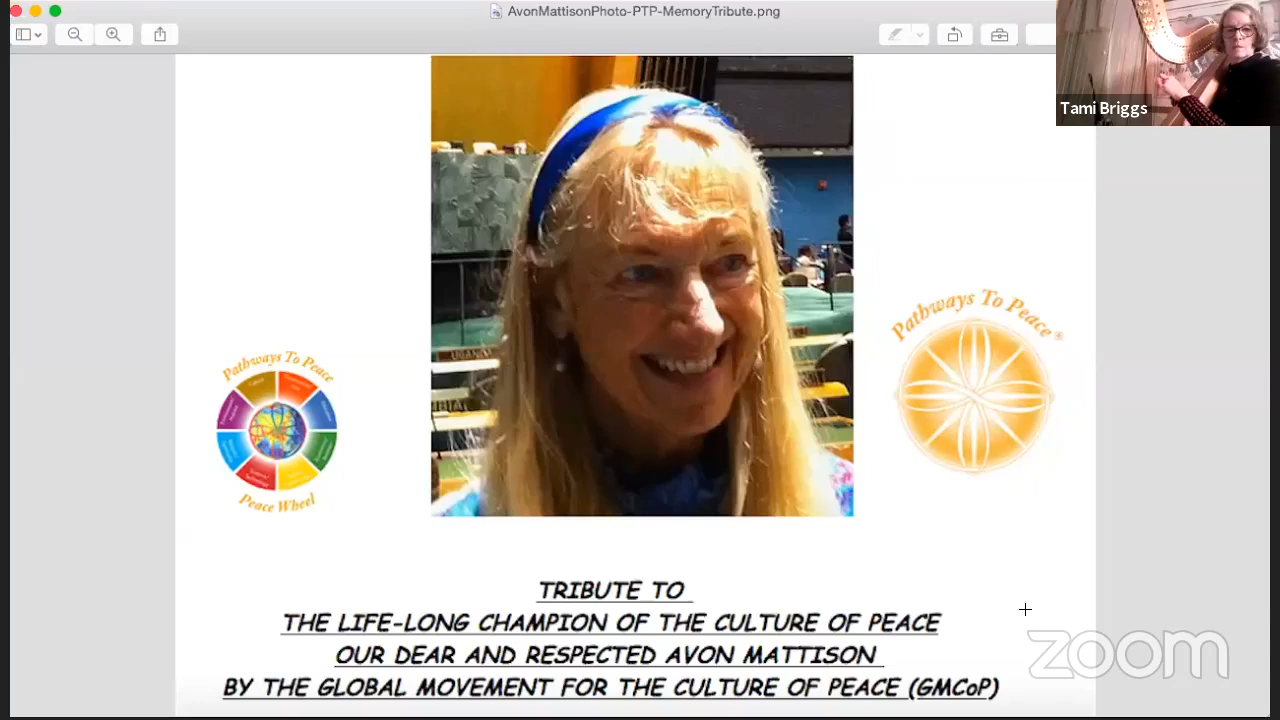 AvonMattisonPhoto-PTP-MemoryTribute.png
Tami Briggs
Pathways To Peace
Pathways To Peace
Peace Wheel
UGANDA
TRIBUTE TO
THE LIFE-LONG CHAMPION OF THE CULTURE OF PEACE
OUR DEAR AND RESPECTED AVON MATTISON
BY THE GLOBAL MOVEMENT FOR THE CULTURE OF PEACE (GMCoP)
zoom